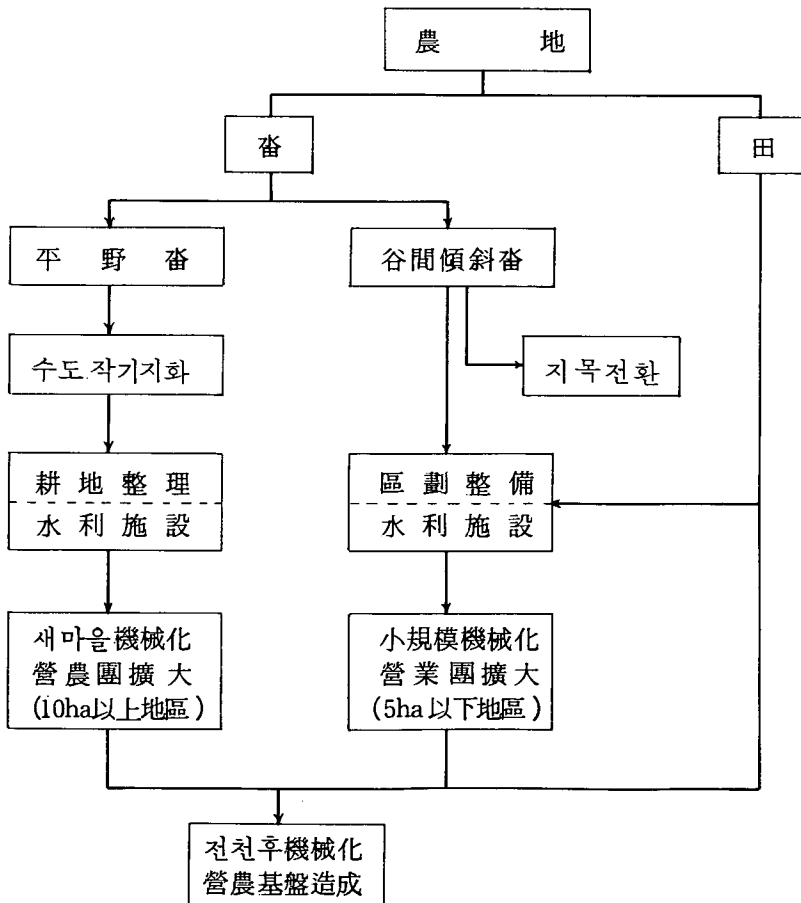 農 地
畓
田
平 野 畓
谷間傾斜畓
수도작기지화
지목전환
耕地整理
水利施設
區劃整備
水利施設
새마을機械化
營農團擴大
(10ha以上地區)
小規模機械化
營業團擴大
(5ha以下地區)
전천후機械化
營農基盤造成